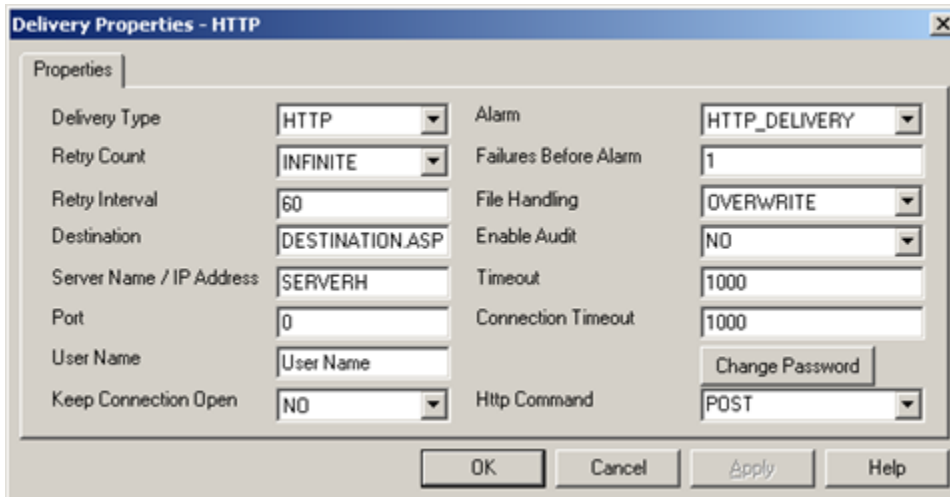 Delivery Properties - HTTP
Properties
Delivery Type HTTP Alarm HTTP_DELIVERY
Retry Count INFINITE Failures Before Alarm 1
Retry Interval 60 File Handling OVERWRITE
Destination DESTINATION.ASP Enable Audit NO
Server Name / IP Address SERVERH Timeout 1000
Port 0 Connection Timeout 1000
User Name User Name Change Password
Keep Connection Open NO Http Command POST
OK Cancel Apply Help